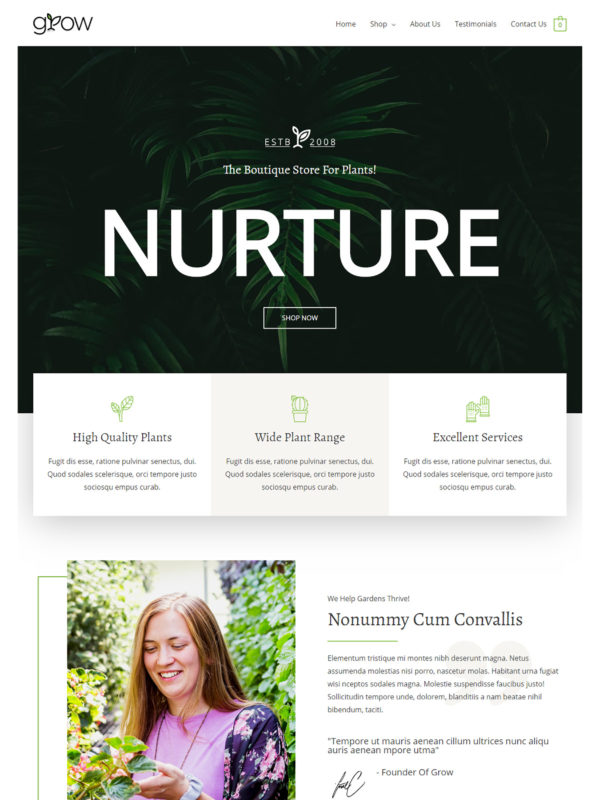 grow
Home Shop About Us Testimonials Contact Us 0
ESTB 2008
The Boutique Store For Plants!
NURTURE
SHOP NOW
High Quality Plants
Fugit dis esse, ratione pulvinar senectus, dui.
Quod sodales scelerisque, orci tempore justo
sociosqu empus curab.
Wide Plant Range
Fugit dis esse, ratione pulvinar senectus, dui.
Quod sodales scelerisque, orci tempore justo
sociosqu empus curab.
Excellent Services
Fugit dis esse, ratione pulvinar senectus, dui.
Quod sodales scelerisque, orci tempore justo
sociosqu empus curab.
We Help Gardens Thrive!
Nonummy Cum Convallis
Elementum tristique mi montes nibh deserunt magna. Netus
assumenda molestias nisi porro, nascetur molas. Habitant urna fugiat
wisi nceptos sodales magna. Molestie suspendisse faucibus justo!
Sollicitudin tempore unde, dolorem, blanditiis a nam beatae nihil
bibendum, taciti.
"Tempore ut mauris aenean cillum ultrices nunc aliqu
auris aenean mpore utma"
- Founder Of Grow